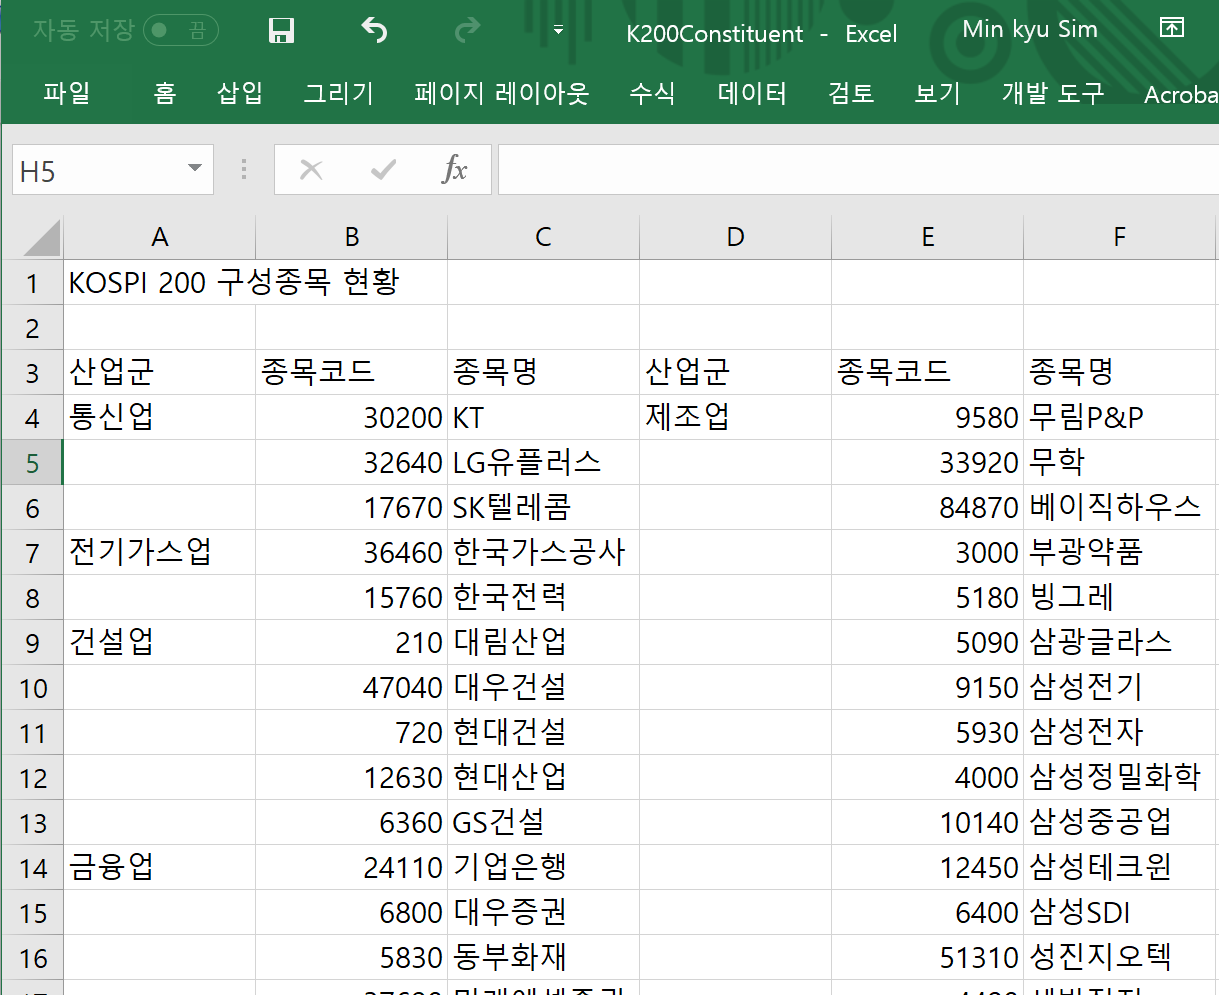 자동 저장 끔 K200Constituent - Excel Min kyu Sim
파일 홈 삽입 그리기 페이지 레이아웃 수식 데이터 검토 보기 개발 도구 Acroba
H5 fx
A B C D E F
1 KOSPI 200 구성종목 현황
2
3 산업군 종목코드 종목명 산업군 종목코드 종목명
4 통신업 30200 KT 제조업 9580 무림P&P
5 32640 LG유플러스 33920 무학
6 17670 SK텔레콤 84870 베이직하우스
7 전기가스업 36460 한국가스공사 3000 부광약품
8 15760 한국전력 5180 빙그레
9 건설업 210 대림산업 5090 삼광글라스
10 47040 대우건설 9150 삼성전기
11 720 현대건설 5930 삼성전자
12 12630 현대산업 4000 삼성정밀화학
13 6360 GS건설 10140 삼성중공업
14 금융업 24110 기업은행 12450 삼성테크윈
15 6800 대우증권 6400 삼성SDI
16 5830 동부화재 51310 성진지오텍